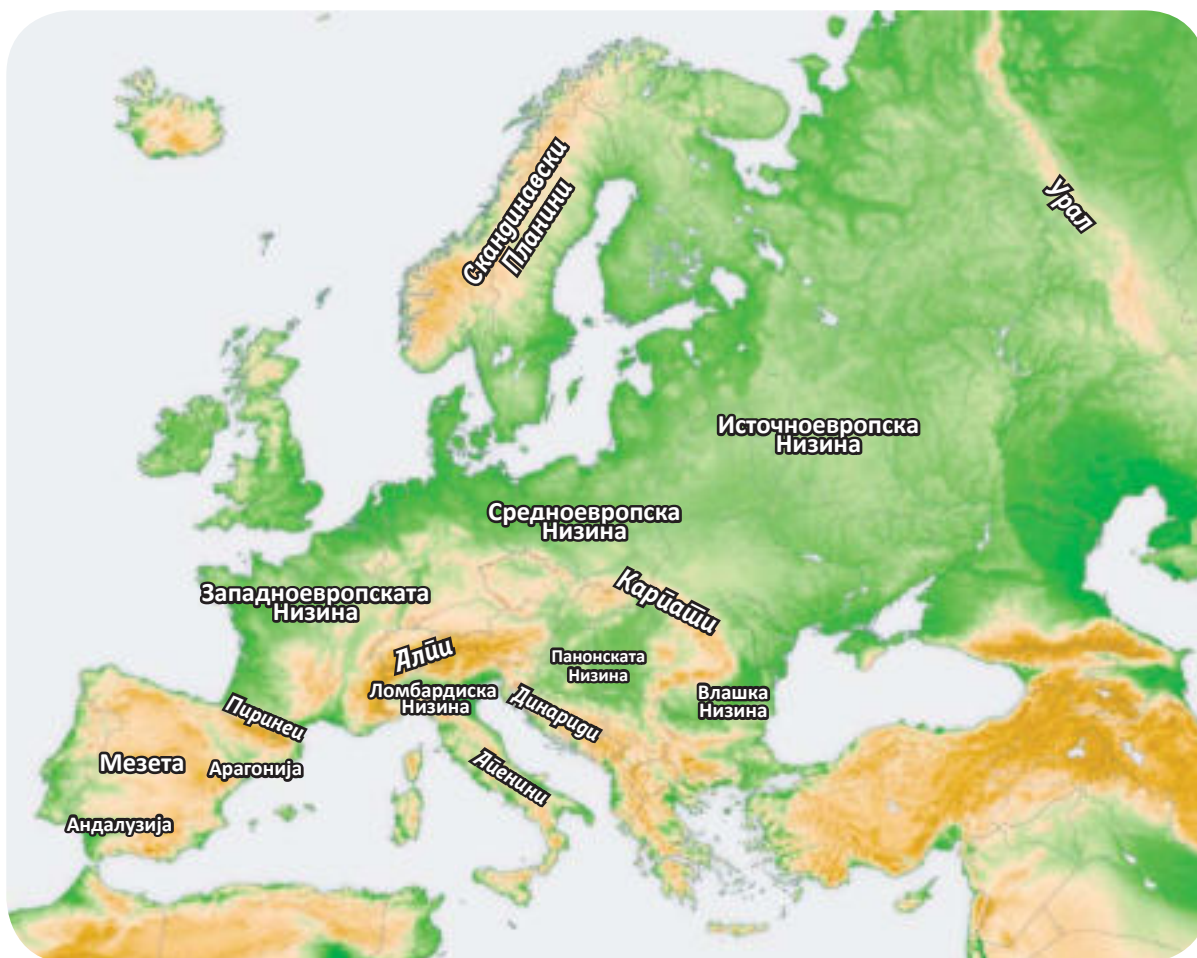 Скандинавски
Планини
Урал
Источноевропска
Низина
Средноевропска
Низина
Западноевропската
Низина
Карпати
Алпи
Панонската
Низина
Ломбардиска
Низина
Влашка
Низина
Пиринеи
Динариди
Мезета
Арагонија
Апенини
Андалузија